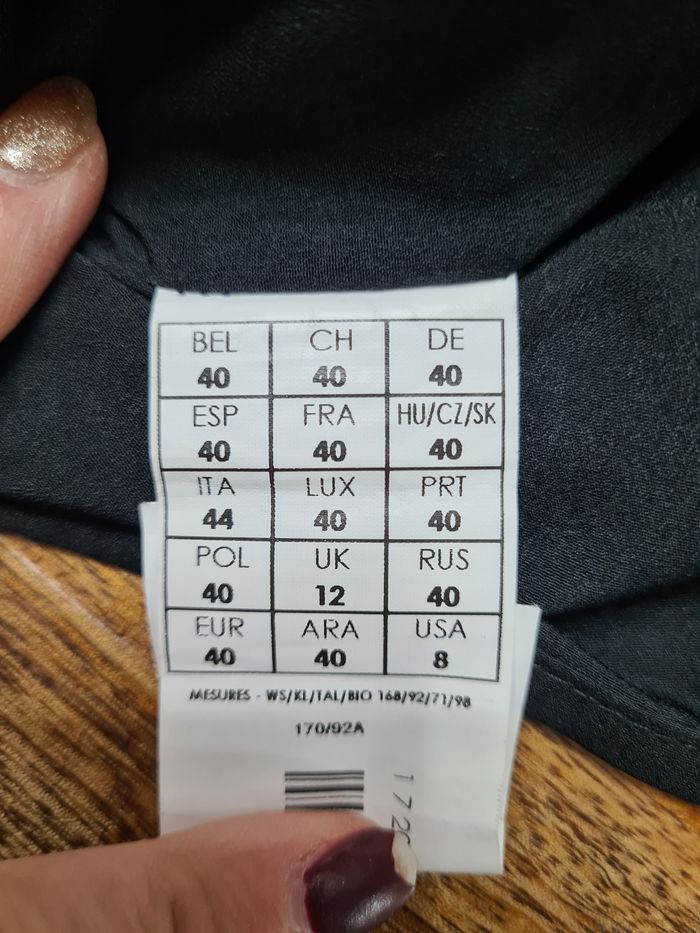 BEL CH DE
40 40 40
ESP FRA HU/CZ/SK
40 40 40
ITA LUX PRT
44 40 40
POL UK RUS
40 12 40
EUR ARA USA
40 40 8
MESURES - WS/KL/TAL/BIO 168/92/71/98
170/92A